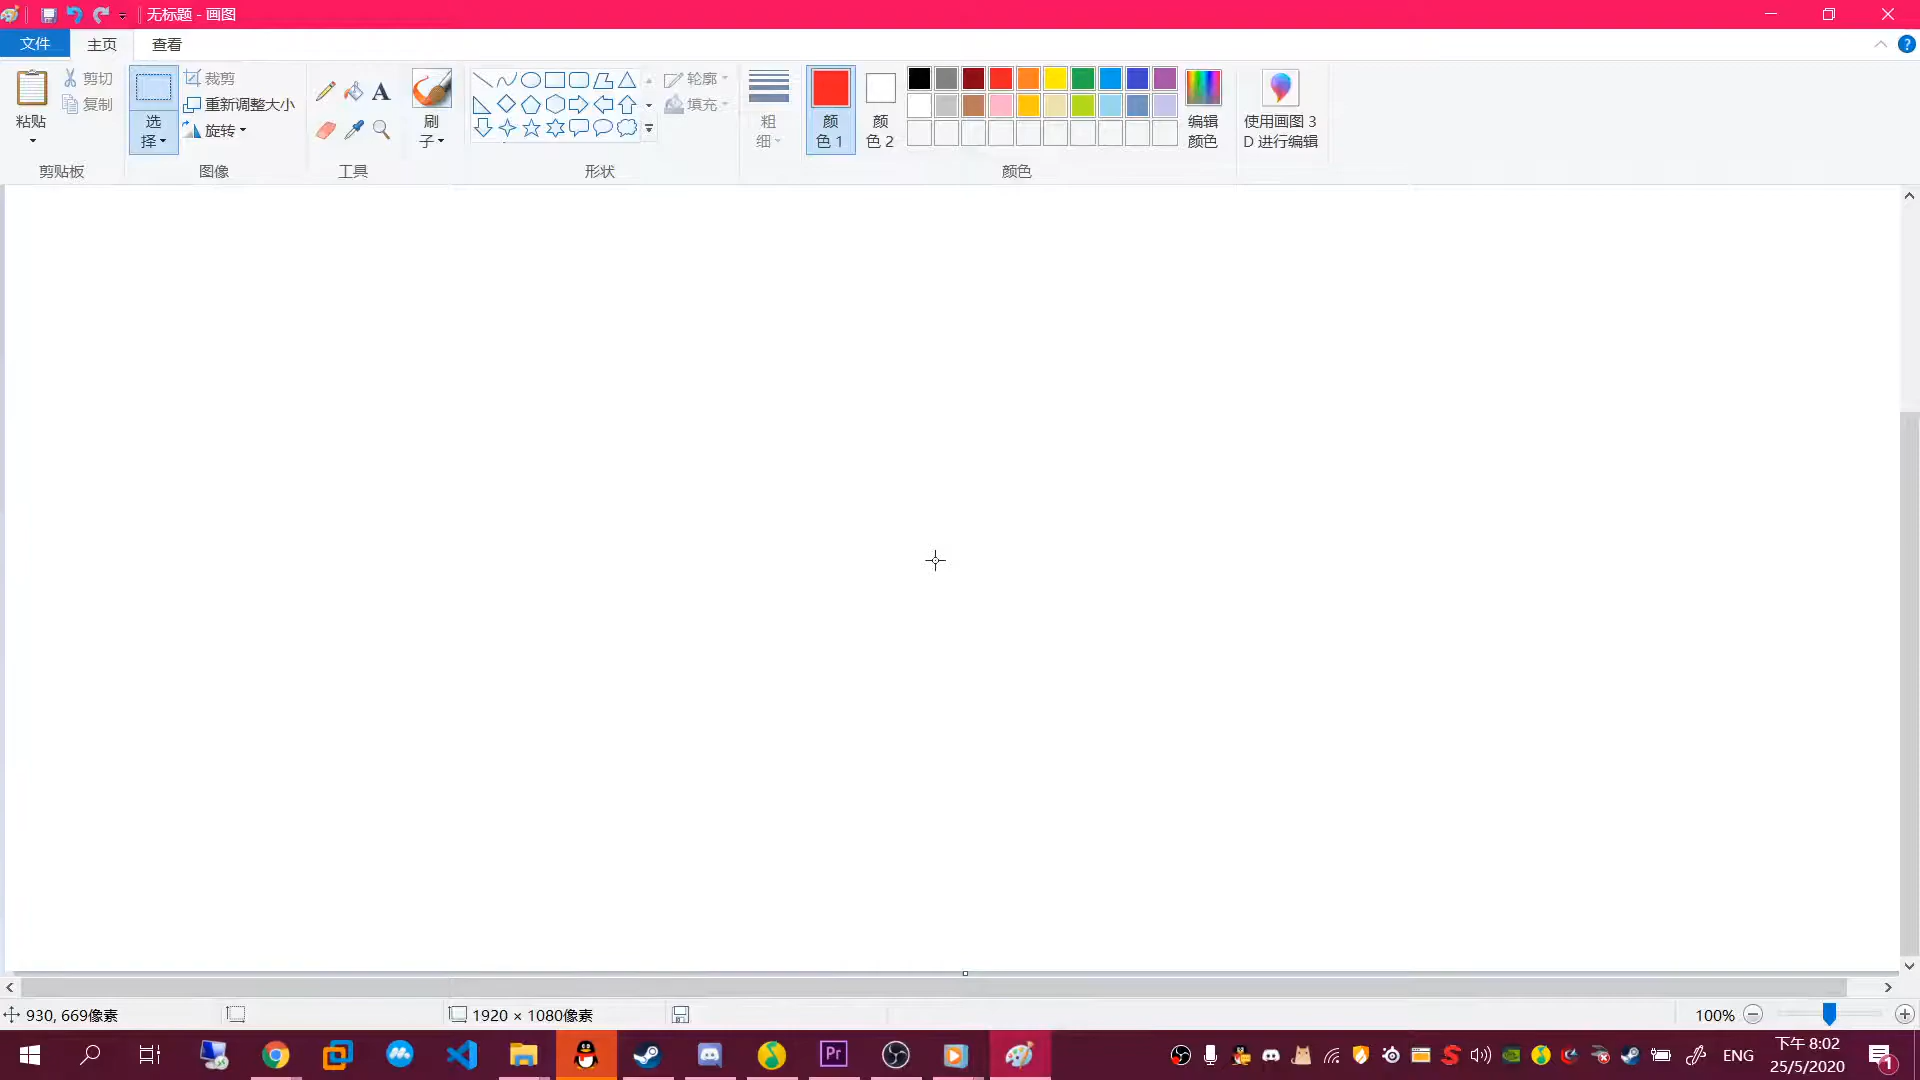 无标题 - 画图
文件
主页
查看
?
粘贴
剪切
复制
剪贴板
选
择
裁剪
重新调整大小
旋转
图像
A
工具
刷
子
形状
轮廓
填充
粗
细
颜
色 1
颜
色 2
颜色
编辑
颜色
使用画图 3
D 进行编辑
930, 669像素
1920 × 1080像素
100%
Pr
ENG
下午 8:02
25/5/2020
1